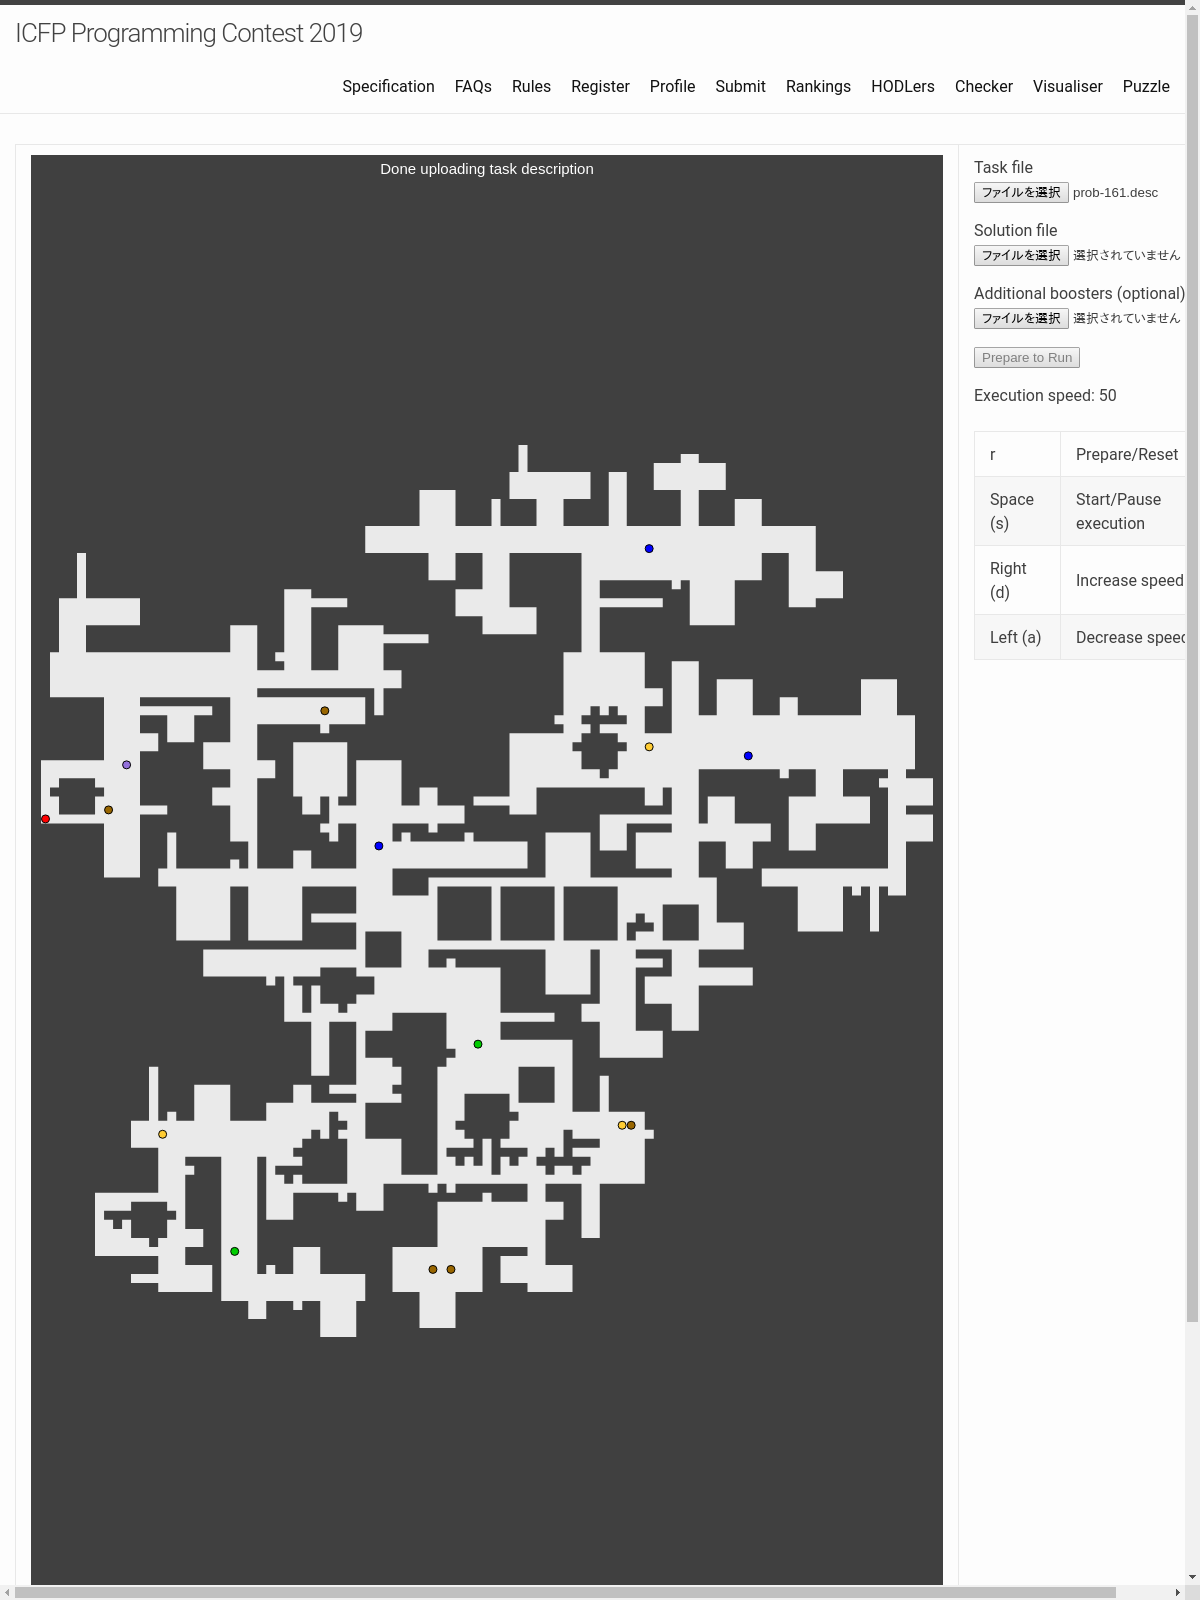 ICFP Programming Contest 2019
Specification FAQs Rules Register Profile Submit Rankings HODLers Checker Visualiser Puzzle
Done uploading task description
Task file
ファイルを選択 prob-161.desc
Solution file
ファイルを選択 選択されていません
Additional boosters (optional)
ファイルを選択 選択されていません
Prepare to Run
Execution speed: 50
r Prepare/Reset
Space (s) Start/Pause execution
Right (d) Increase speed
Left (a) Decrease speed